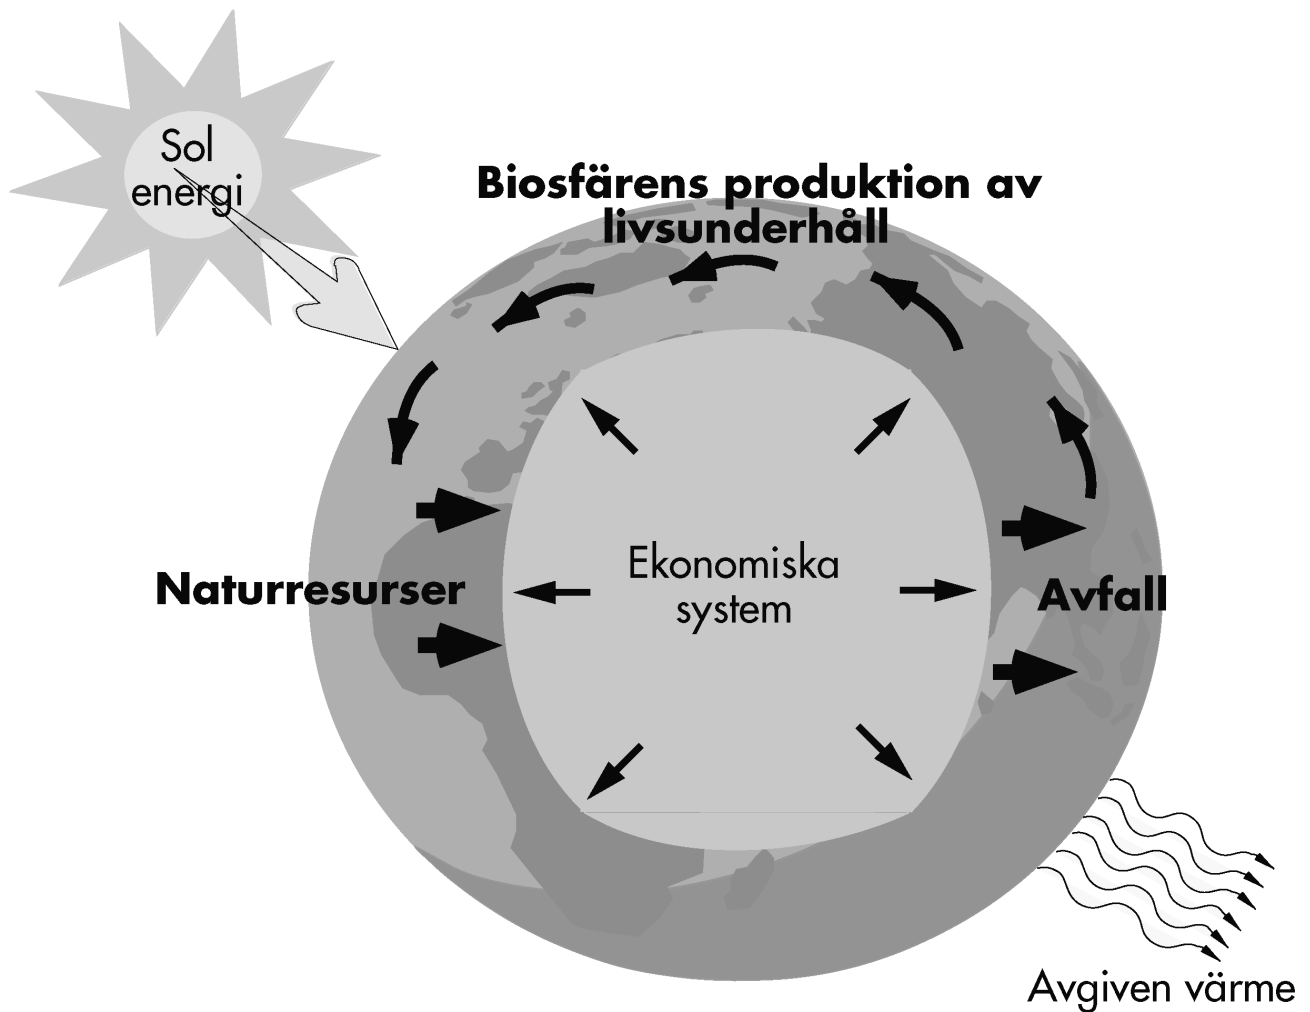 Sol
energi
Biosfärens produktion av
livsunderhåll
Naturresurser
Ekonomiska
system
Avfall
Avgiven värme